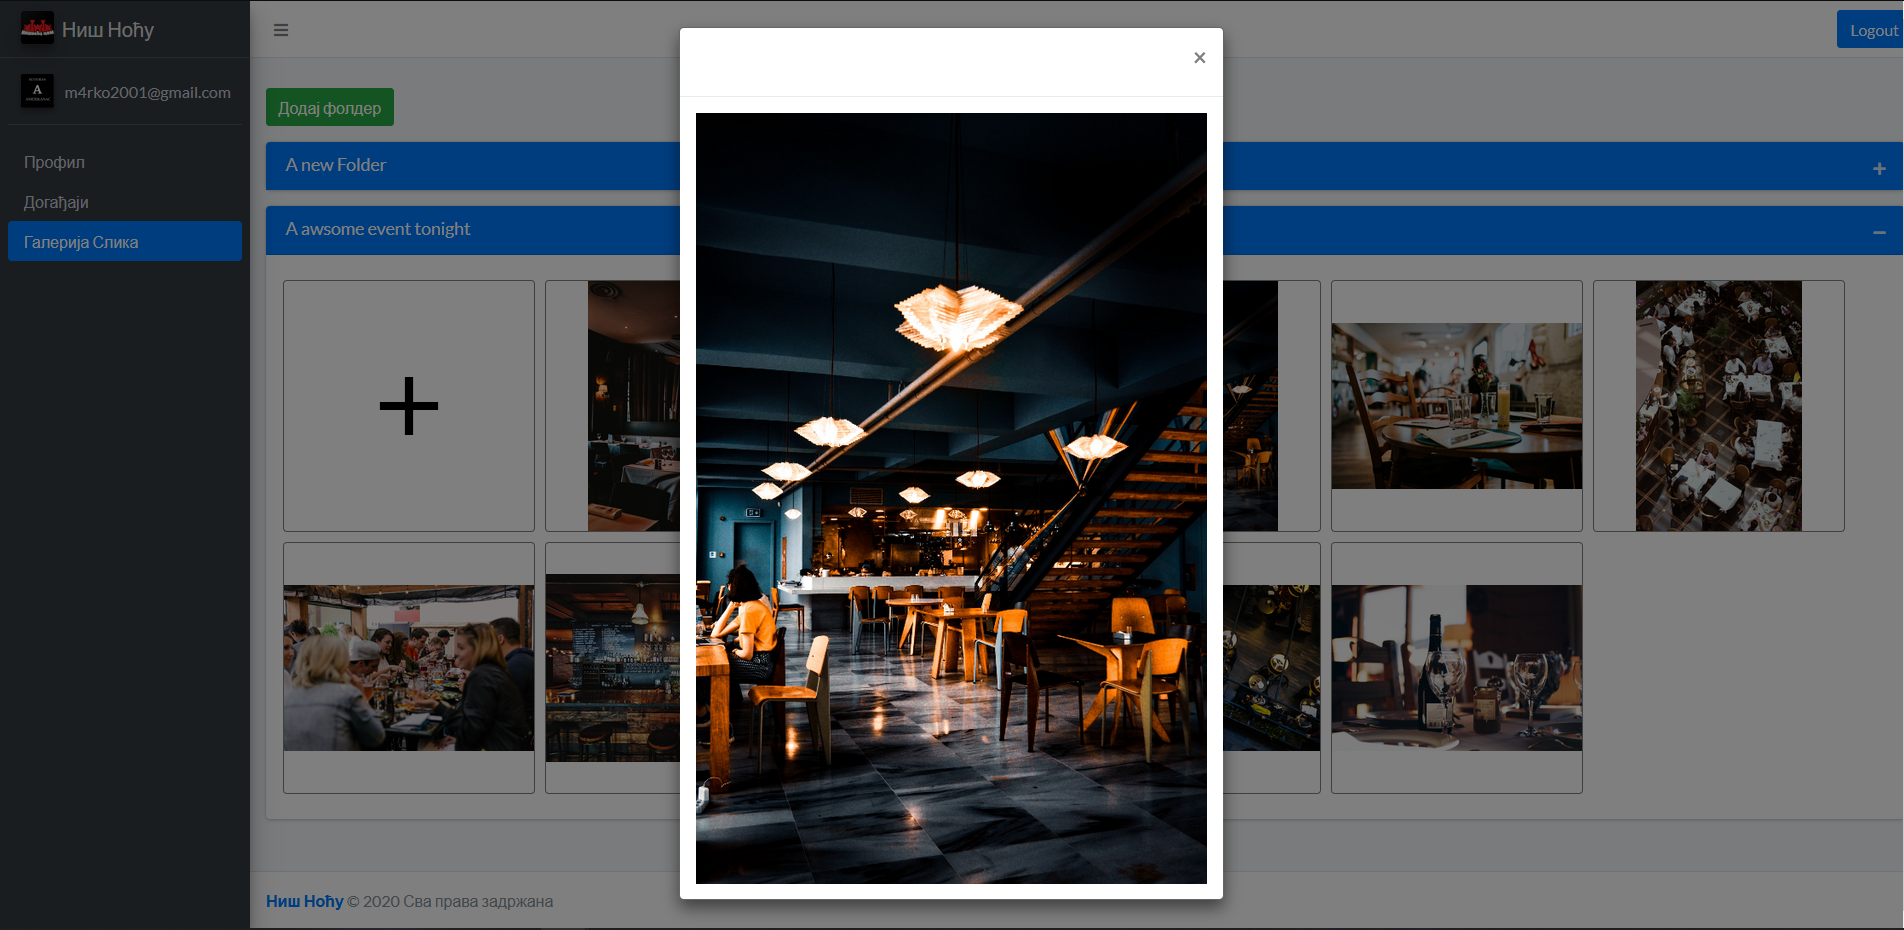 Ниш Ноћу
Logout
A
m4rko2001@gmail.com
Додај фолдер
Профил
A new Folder
Догађаји
A awsome event tonight
Галерија Слика
Ниш Ноћу © 2020 Сва права задржана